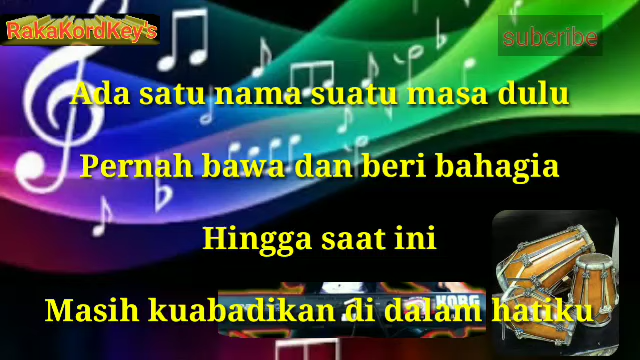 RakaKordKey's
subcribe
Ada satu nama suatu masa dulu
Pernah bawa dan beri bahagia
Hingga saat ini
Masih kuabadikan di dalam hatiku
KORG